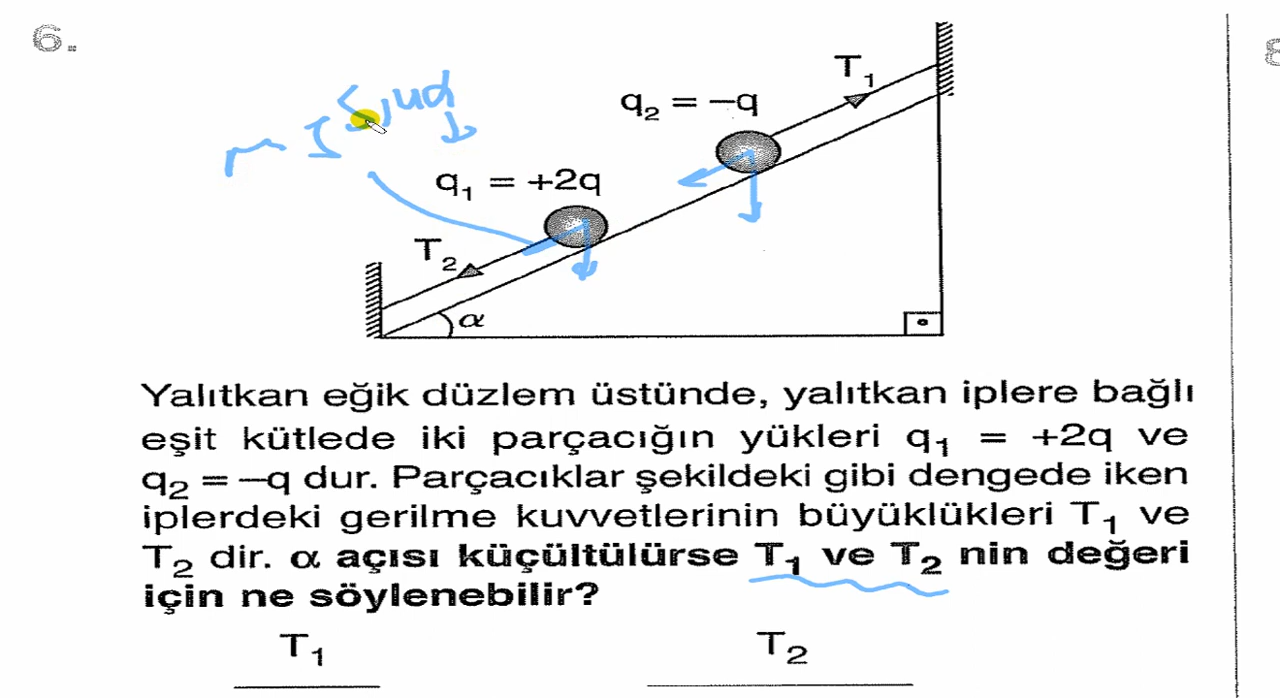 6.
T₁
q₂ = −q
mg Sinα
q₁ = +2q
T₂
α
Yalıtkan eğik düzlem üstünde, yalıtkan iplere bağlı
eşit kütlede iki parçacığın yükleri q₁ = +2q ve
q₂ = −q dur. Parçacıklar şekildeki gibi dengede iken
iplerdeki gerilme kuvvetlerinin büyüklükleri T₁ ve
T₂ dir. α açısı küçültülürse T₁ ve T₂ nin değeri
için ne söylenebilir?
T₁ T₂